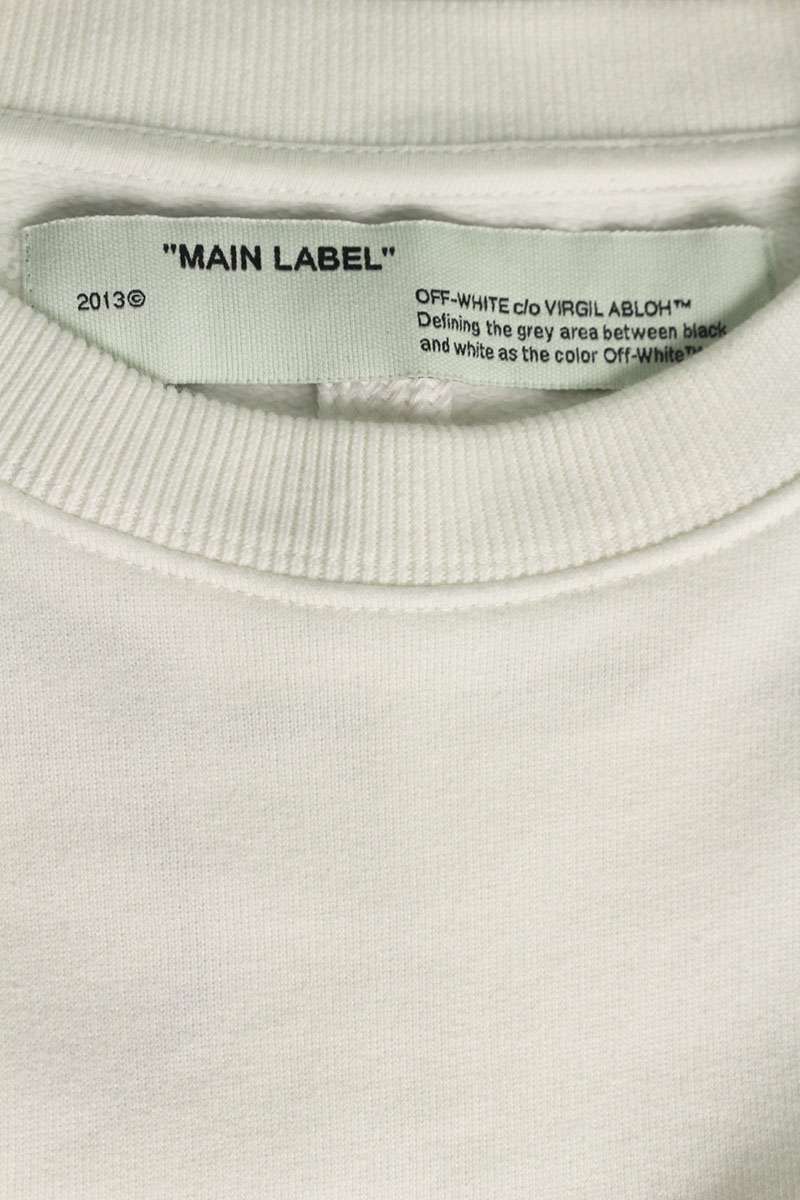 "MAIN LABEL"
2013©
OFF-WHITE c/o VIRGIL ABLOH™
Defining the grey area between black
and white as the color Off-White™